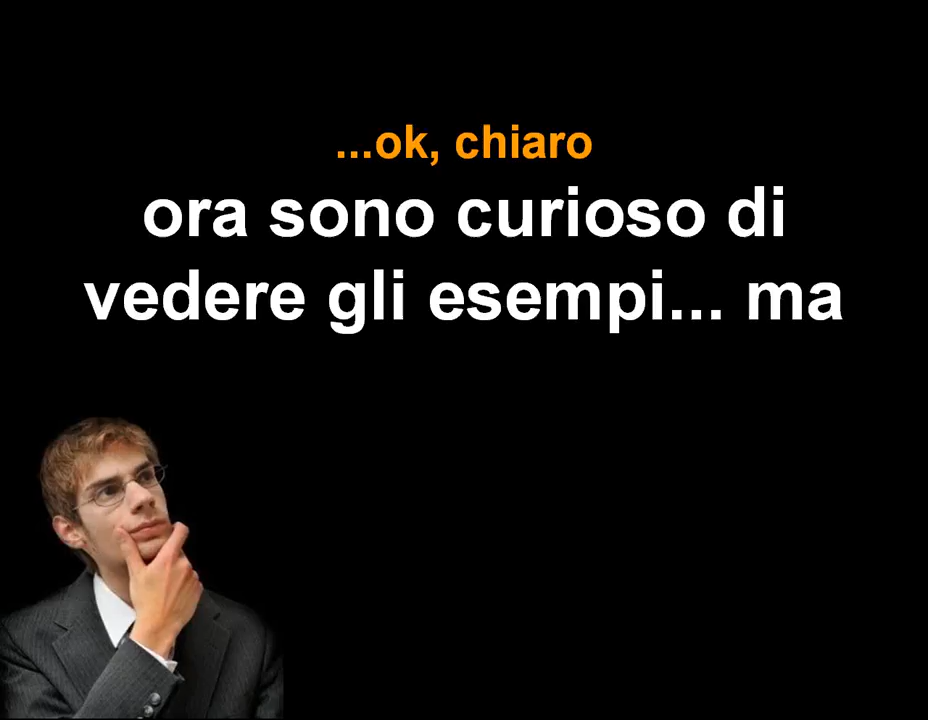 ...ok, chiaro
ora sono curioso di
vedere gli esempi... ma